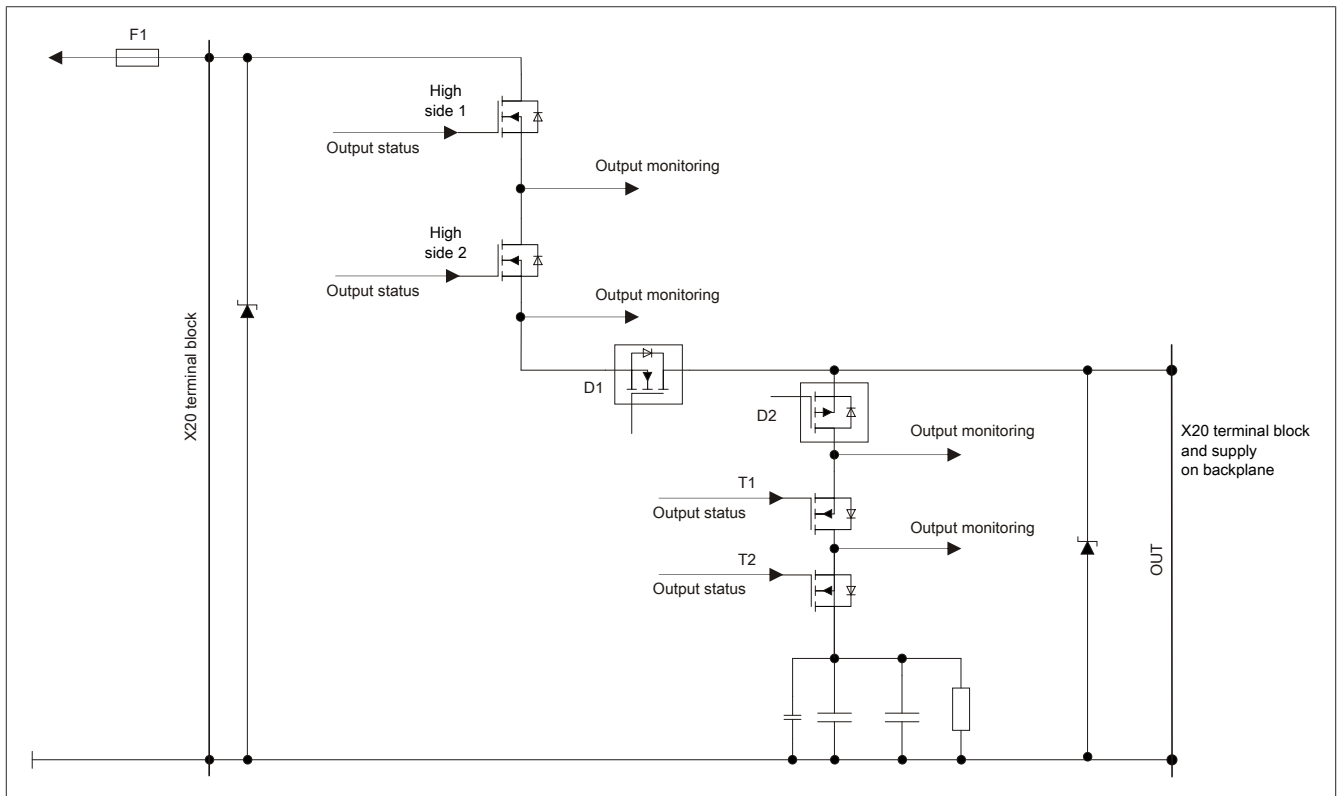 F1
High
side 1
Output status
Output monitoring
High
side 2
Output status
Output monitoring
X20 terminal block
D1
D2
Output monitoring
X20 terminal block
and supply
on backplane
T1
Output status
Output monitoring
T2
Output status
OUT